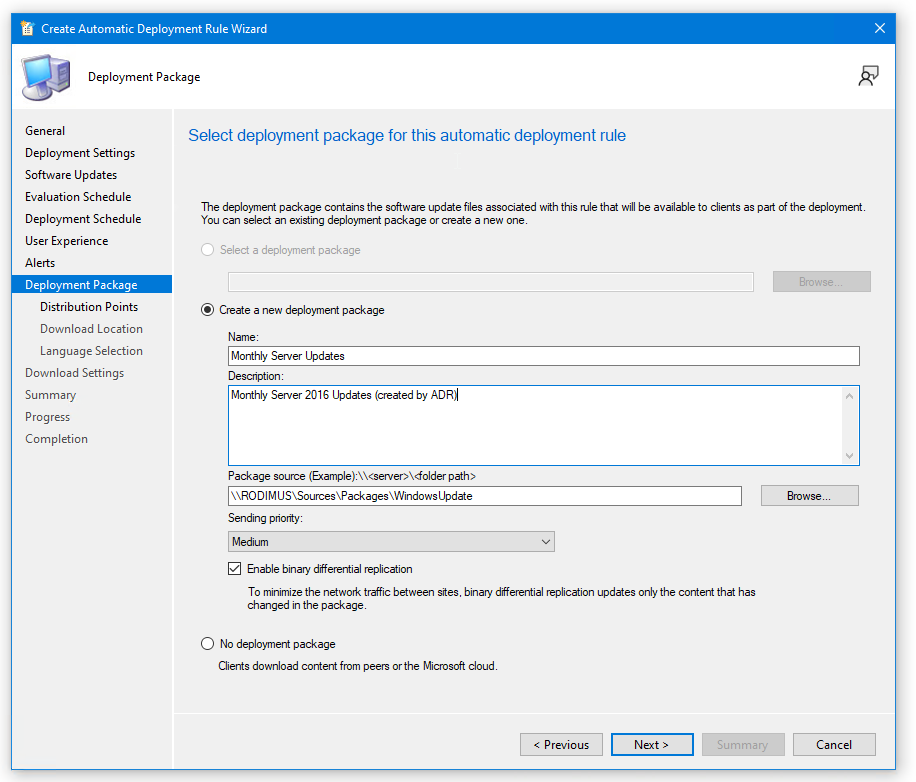 Create Automatic Deployment Rule Wizard
Deployment Package
General
Deployment Settings
Software Updates
Evaluation Schedule
Deployment Schedule
User Experience
Alerts
Deployment Package
Distribution Points
Download Location
Language Selection
Download Settings
Summary
Progress
Completion
Select deployment package for this automatic deployment rule
The deployment package contains the software update files associated with this rule that will be available to clients as part of the deployment.
You can select an existing deployment package or create a new one.
Select a deployment package
Browse...
Create a new deployment package
Name:
Monthly Server Updates
Description:
Monthly Server 2016 Updates (created by ADR)
Package source (Example):\\<server>\<folder path>
\\RODIMUS\Sources\Packages\WindowsUpdate
Browse...
Sending priority:
Medium
Enable binary differential replication
To minimize the network traffic between sites, binary differential replication updates only the content that has
changed in the package.
No deployment package
Clients download content from peers or the Microsoft cloud.
< Previous
Next >
Summary
Cancel